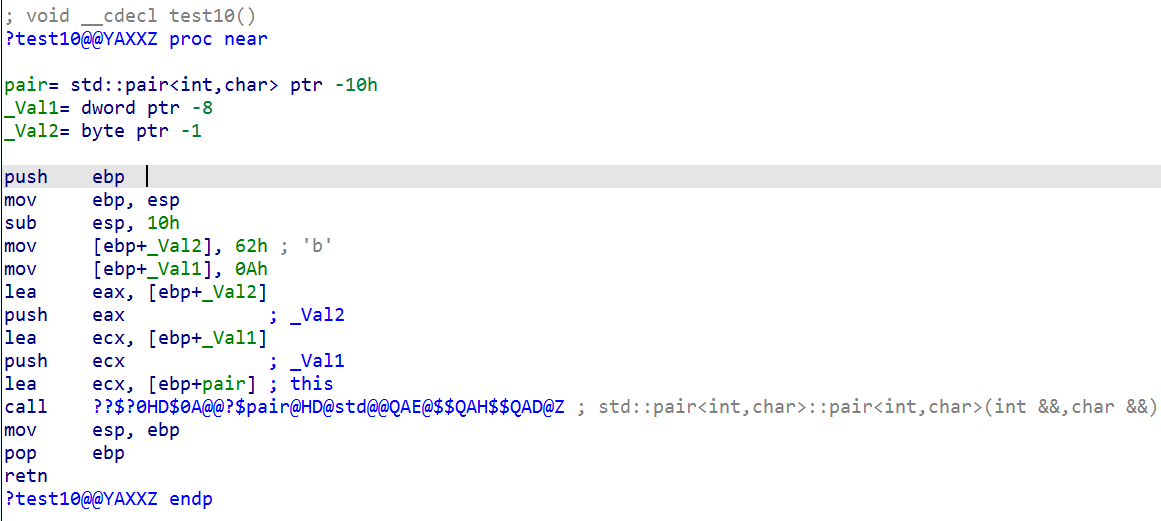 ; void __cdecl test10()
?test10@@YAXXZ proc near
pair= std::pair<int,char> ptr -10h
_Val1= dword ptr -8
_Val2= byte ptr -1
push ebp
mov ebp, esp
sub esp, 10h
mov [ebp+_Val2], 62h ; 'b'
mov [ebp+_Val1], 0Ah
lea eax, [ebp+_Val2]
push eax ; _Val2
lea ecx, [ebp+_Val1]
push ecx ; _Val1
lea ecx, [ebp+pair] ; this
call ??$?0HD$0A@@?$pair@HD@std@@QAE@$$QAH$$QAD@Z ; std::pair<int,char>::pair<int,char>(int &&,char &&)
mov esp, ebp
pop ebp
retn
?test10@@YAXXZ endp